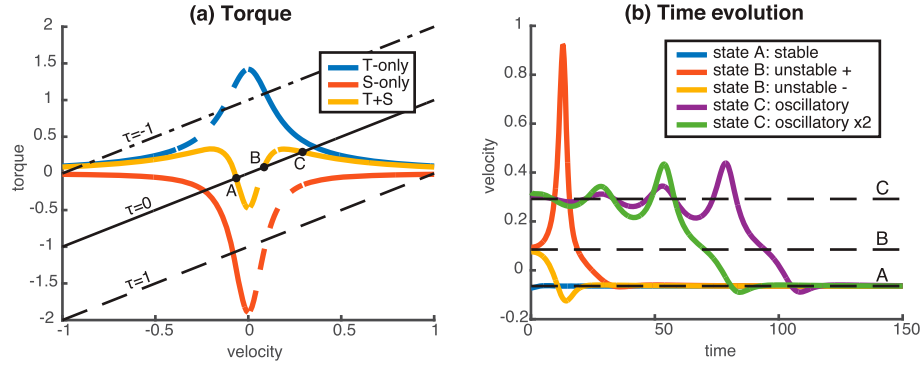 (a) Torque
2
1.5
1
0.5
0
-0.5
-1
-1.5
-2
torque
-1
-0.5
0
0.5
1
velocity
T-only
S-only
T+S
τ=-1
τ=0
τ=1
A
B
C
(b) Time evolution
1
0.8
0.6
0.4
0.2
0
-0.2
velocity
0
50
100
150
time
state A: stable
state B: unstable +
state B: unstable -
state C: oscillatory
state C: oscillatory x2
C
B
A